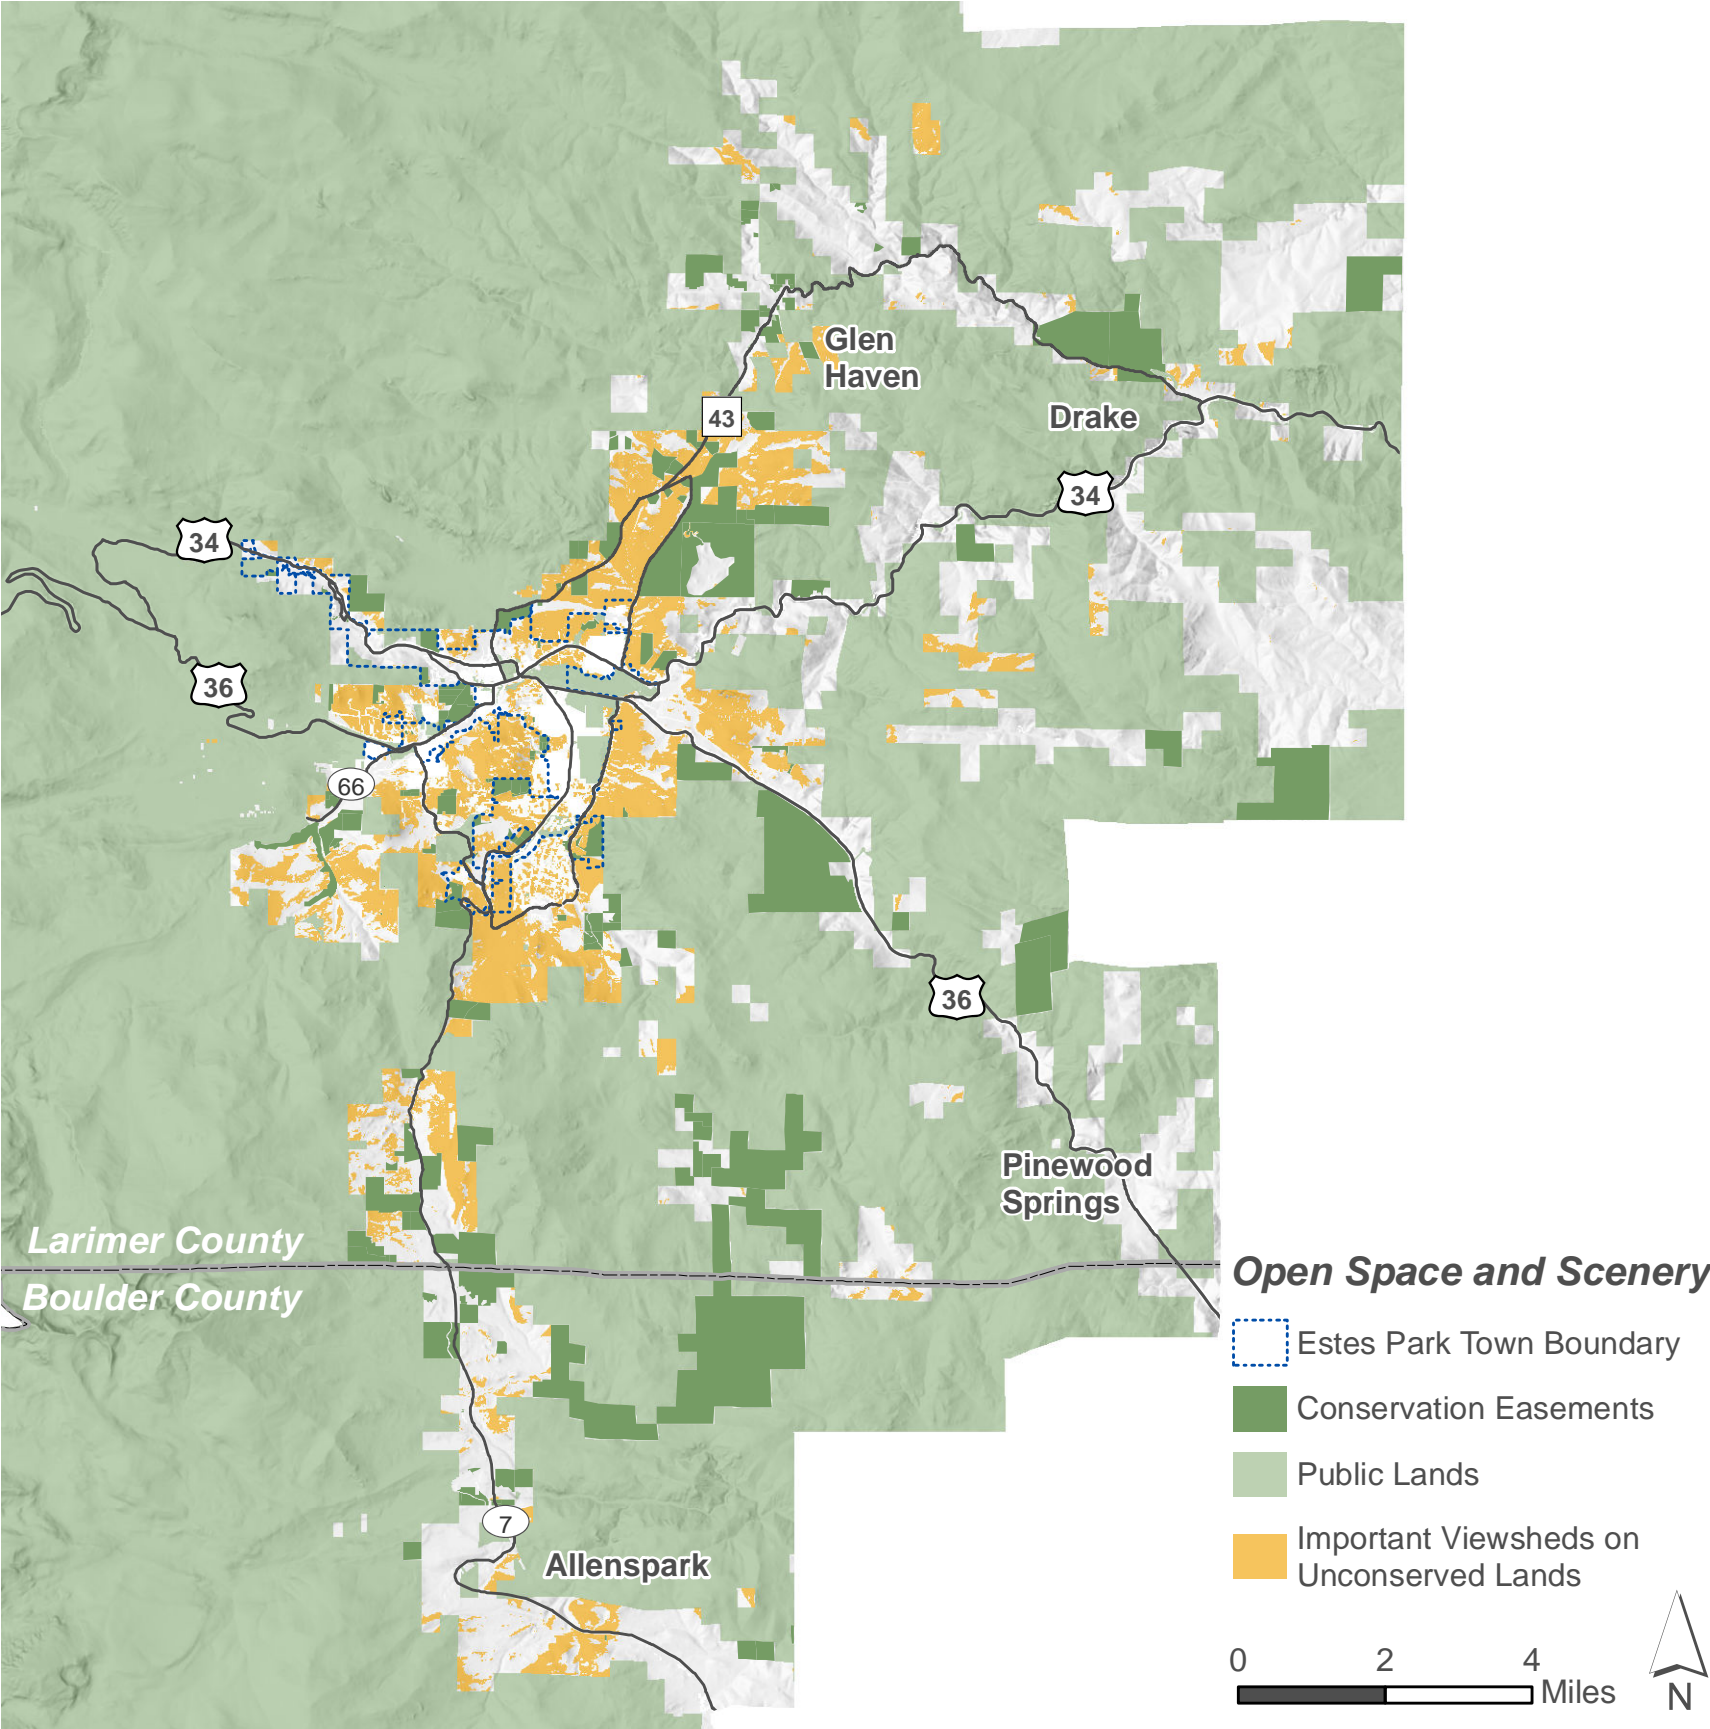 Glen
Haven
43
Drake
34
34
36
66
36
Pinewood
Springs
Larimer County
Boulder County
7
Allenspark
Open Space and Scenery
Estes Park Town Boundary
Conservation Easements
Public Lands
Important Viewsheds on
Unconserved Lands
0 2 4
Miles
N